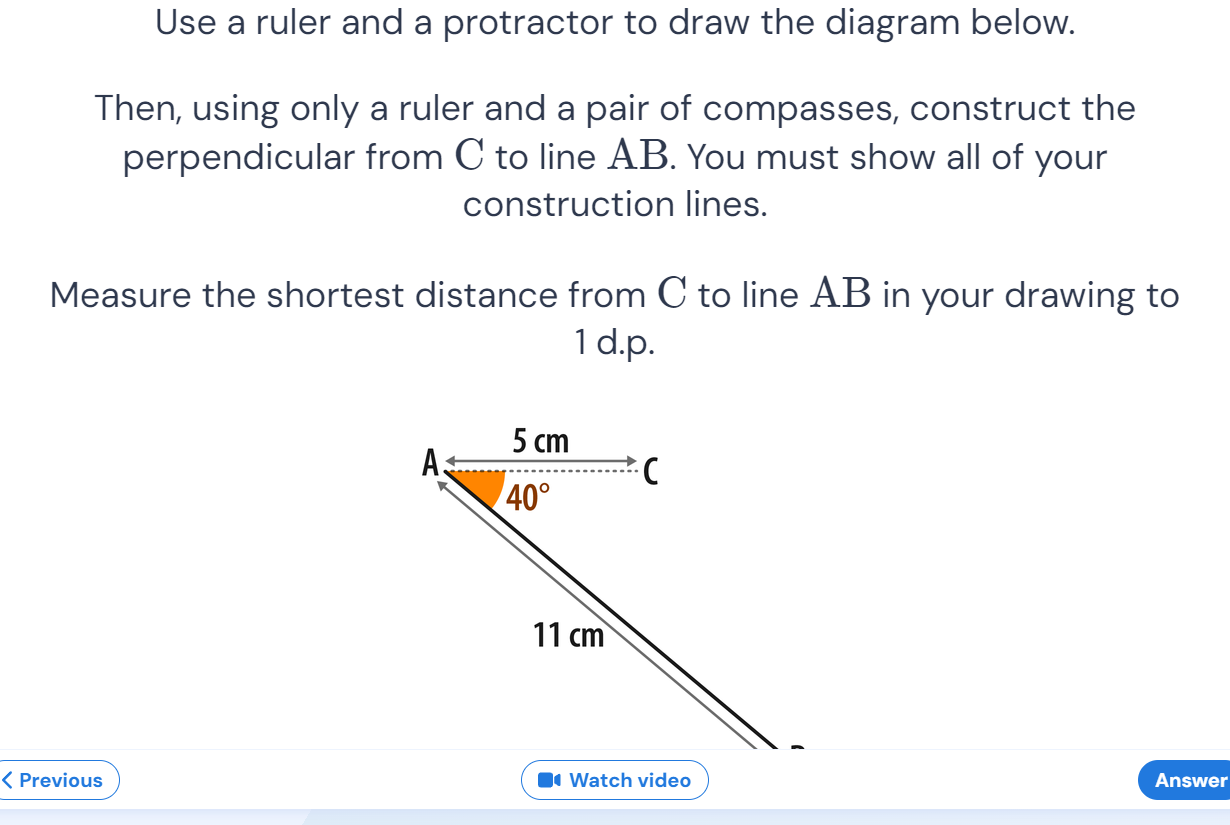 Use a ruler and a protractor to draw the diagram below.
Then, using only a ruler and a pair of compasses, construct the
perpendicular from C to line AB. You must show all of your
construction lines.
Measure the shortest distance from C to line AB in your drawing to
1 d.p.
5 cm
A
C
40°
11 cm
Previous
Watch video
Answer